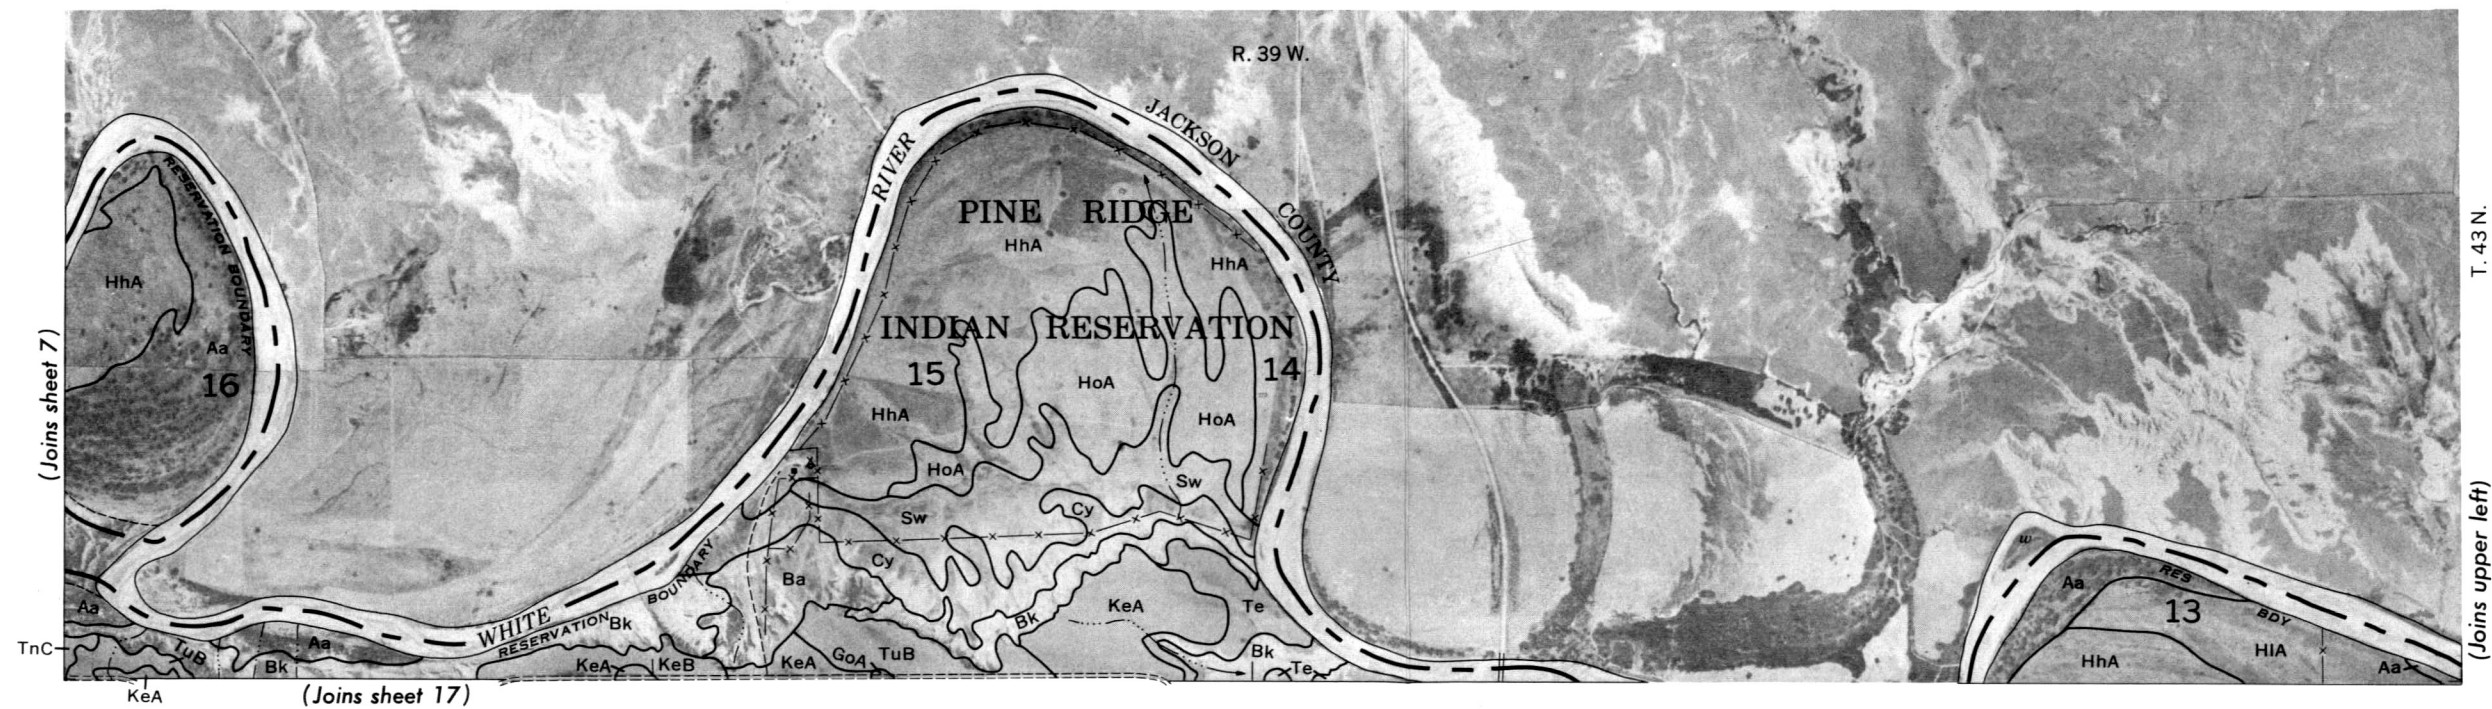 R. 39 W.
JACKSON
COUNTY
RIVER
RESERVATION BOUNDARY
PINE RIDGE
HhA
HhA
HhA
T. 43 N.
INDIAN RESERVATION
(Joins sheet 7)
Aa
16
15
14
HoA
HhA
HoA
HoA
Sw
Sw
Cy
Cy
(Joins upper left)
w
Ba
BOUNDARY
Aa
RES
BDY
13
Aa
KeA
Te
Bk
WHITE
RESERVATION
Bk
Aa
TnC
TuB
Bk
KeA
KeB
KeA
GoA
TuB
Bk
Te
HhA
HIA
Aa
KeA
(Joins sheet 17)